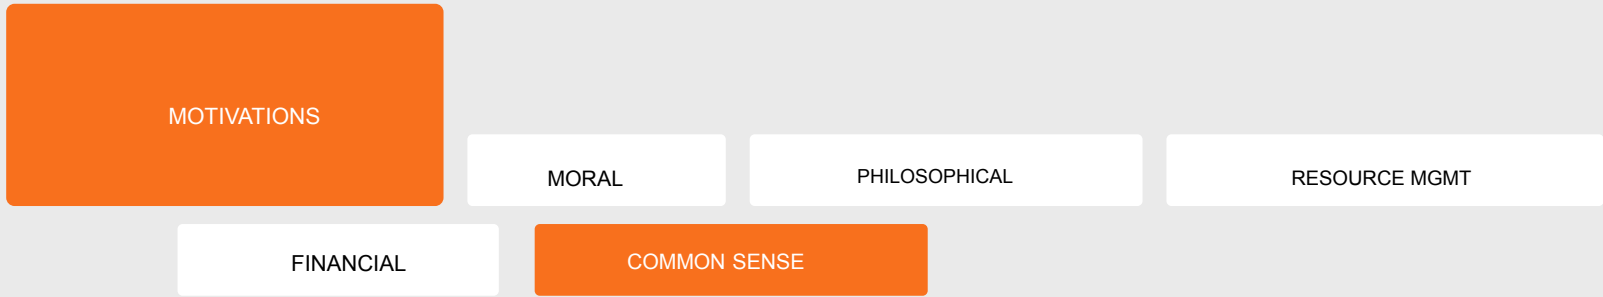 MOTIVATIONS
MORAL
PHILOSOPHICAL
RESOURCE MGMT
FINANCIAL
COMMON SENSE